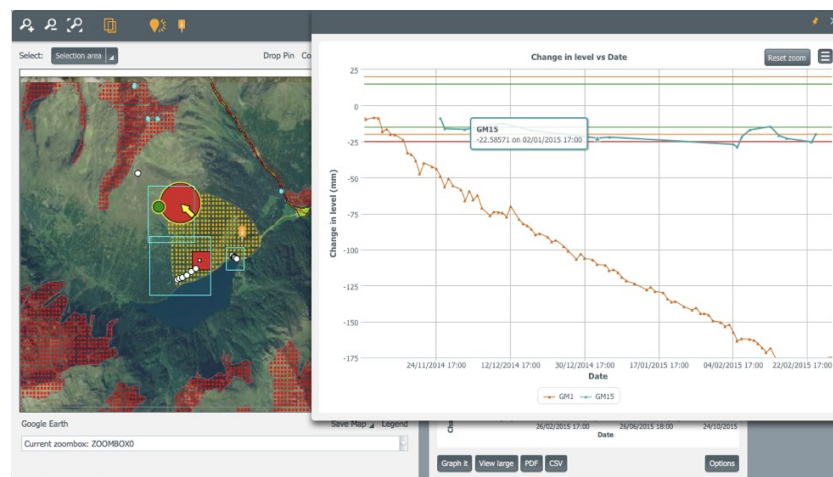 Select: Selection area
Drop Pin Co
Google Earth
Save Map Legend
Current zoombox: ZOOMBOX0
Change in level vs Date
Reset zoom
25
0
-25
-50
-75
-100
-125
-150
-175
Change in level (mm)
GM15
-22.58571 on 02/01/2015 17:00
24/11/2014 17:00 12/12/2014 17:00 30/12/2014 17:00 17/01/2015 17:00 04/02/2015 17:00 22/02/2015 17:00
Date
GM1 GM15
Cha
26/02/2015 17:00 26/06/2015 18:00 24/10/2015
Date
Graph it View large PDF CSV Options